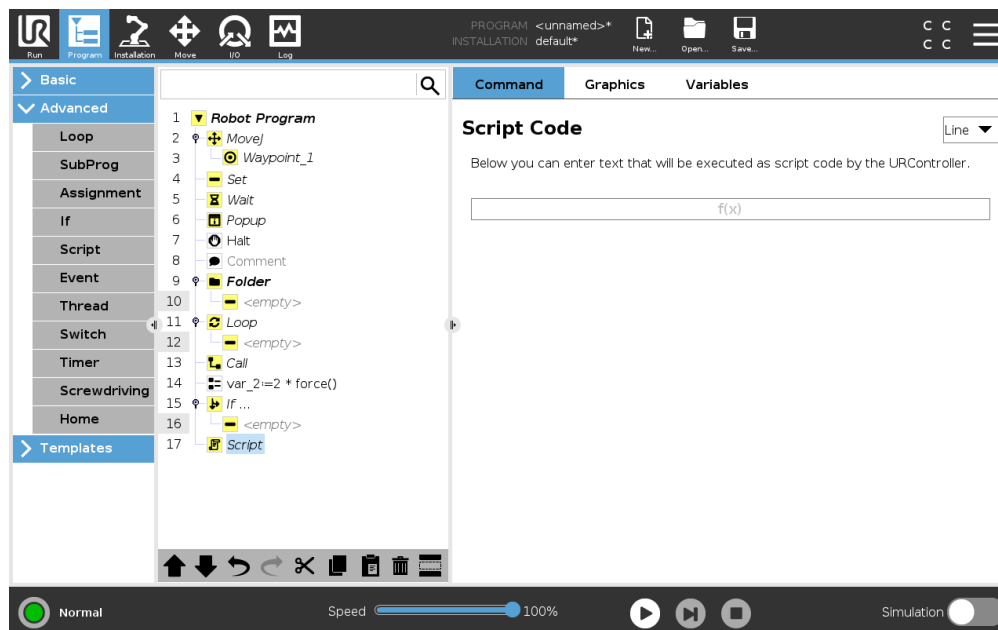 PROGRAM <unnamed>*
INSTALLATION default*
C C
C C
Run Program Installation Move I/O Log New... Open... Save...
Basic
Advanced
Loop
SubProg
Assignment
If
Script
Event
Thread
Switch
Timer
Screwdriving
Home
Templates
1 Robot Program
2 MoveJ
3 Waypoint_1
4 Set
5 Wait
6 Popup
7 Halt
8 Comment
9 Folder
10 <empty>
11 Loop
12 <empty>
13 Call
14 var_2:=2 * force()
15 If ...
16 <empty>
17 Script
Command Graphics Variables
Script Code
Line
Below you can enter text that will be executed as script code by the URController.
f(x)
Normal
Speed 100%
Simulation